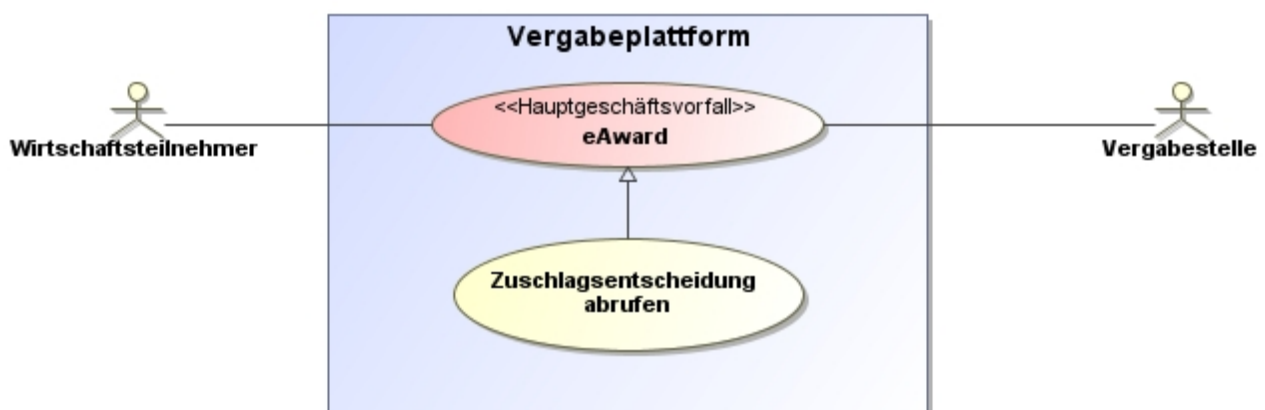 Vergabeplattform
<<Hauptgeschäftsvorfall>>
eAward
Wirtschaftsteilnehmer
Vergabestelle
Zuschlagsentscheidung
abrufen